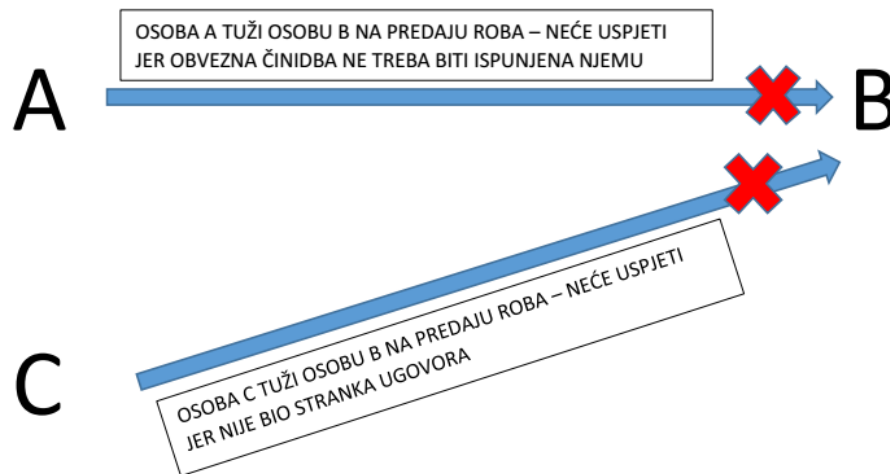 OSOBA A TUŽI OSOBU B NA PREDAJU ROBA – NEĆE USPJETI
JER OBVEZNA ČINIDBA NE TREBA BITI ISPUNJENA NJEMU
A
B
OSOBA C TUŽI OSOBU B NA PREDAJU ROBA – NEĆE USPJETI
JER NIJE BIO STRANKA UGOVORA
C